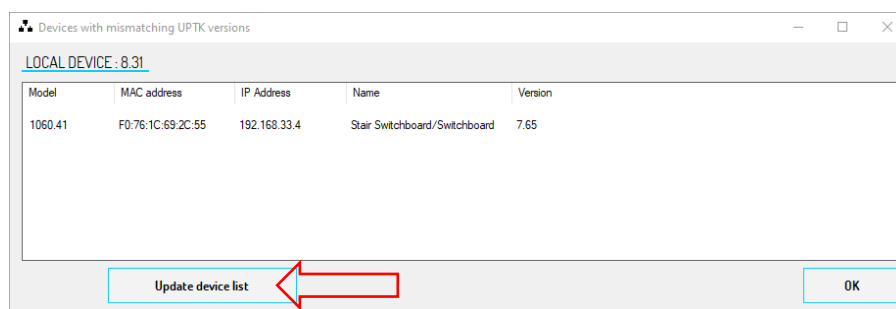 Devices with mismatching UPTK versions
LOCAL DEVICE : 8.31
Model MAC address IP Address Name Version
1060.41 F0:76:1C:69:2C:55 192.168.33.4 Stair Switchboard/Switchboard 7.65
Update device list OK